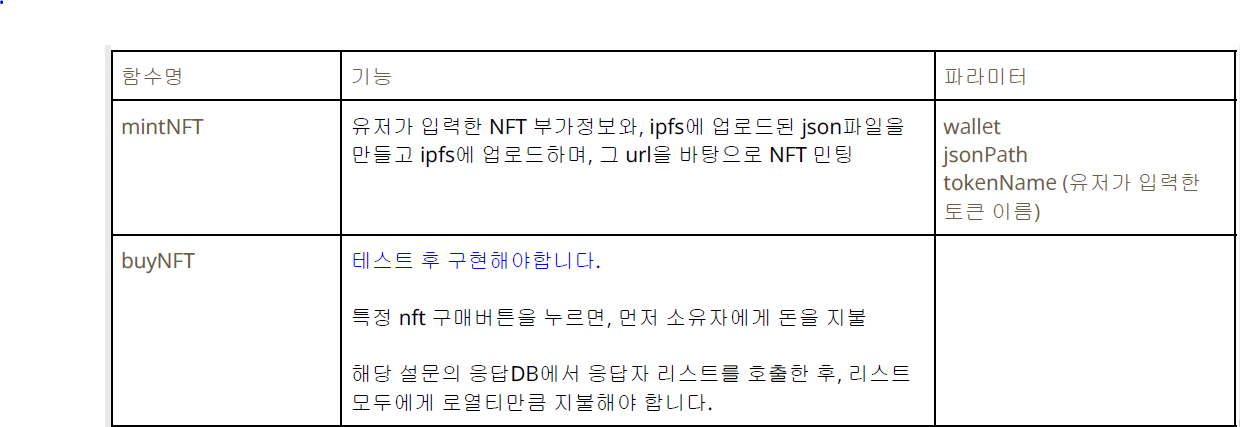 함수명
기능
파라미터
mintNFT
유저가 입력한 NFT 부가정보와, ipfs에 업로드된 json파일을
만들고 ipfs에 업로드하며, 그 url을 바탕으로 NFT 민팅
wallet
jsonPath
tokenName (유저가 입력한
토큰 이름)
buyNFT
테스트 후 구현해야합니다.
특정 nft 구매버튼을 누르면, 먼저 소유자에게 돈을 지불
해당 설문의 응답DB에서 응답자 리스트를 호출한 후, 리스트
모두에게 로열티만큼 지불해야 합니다.